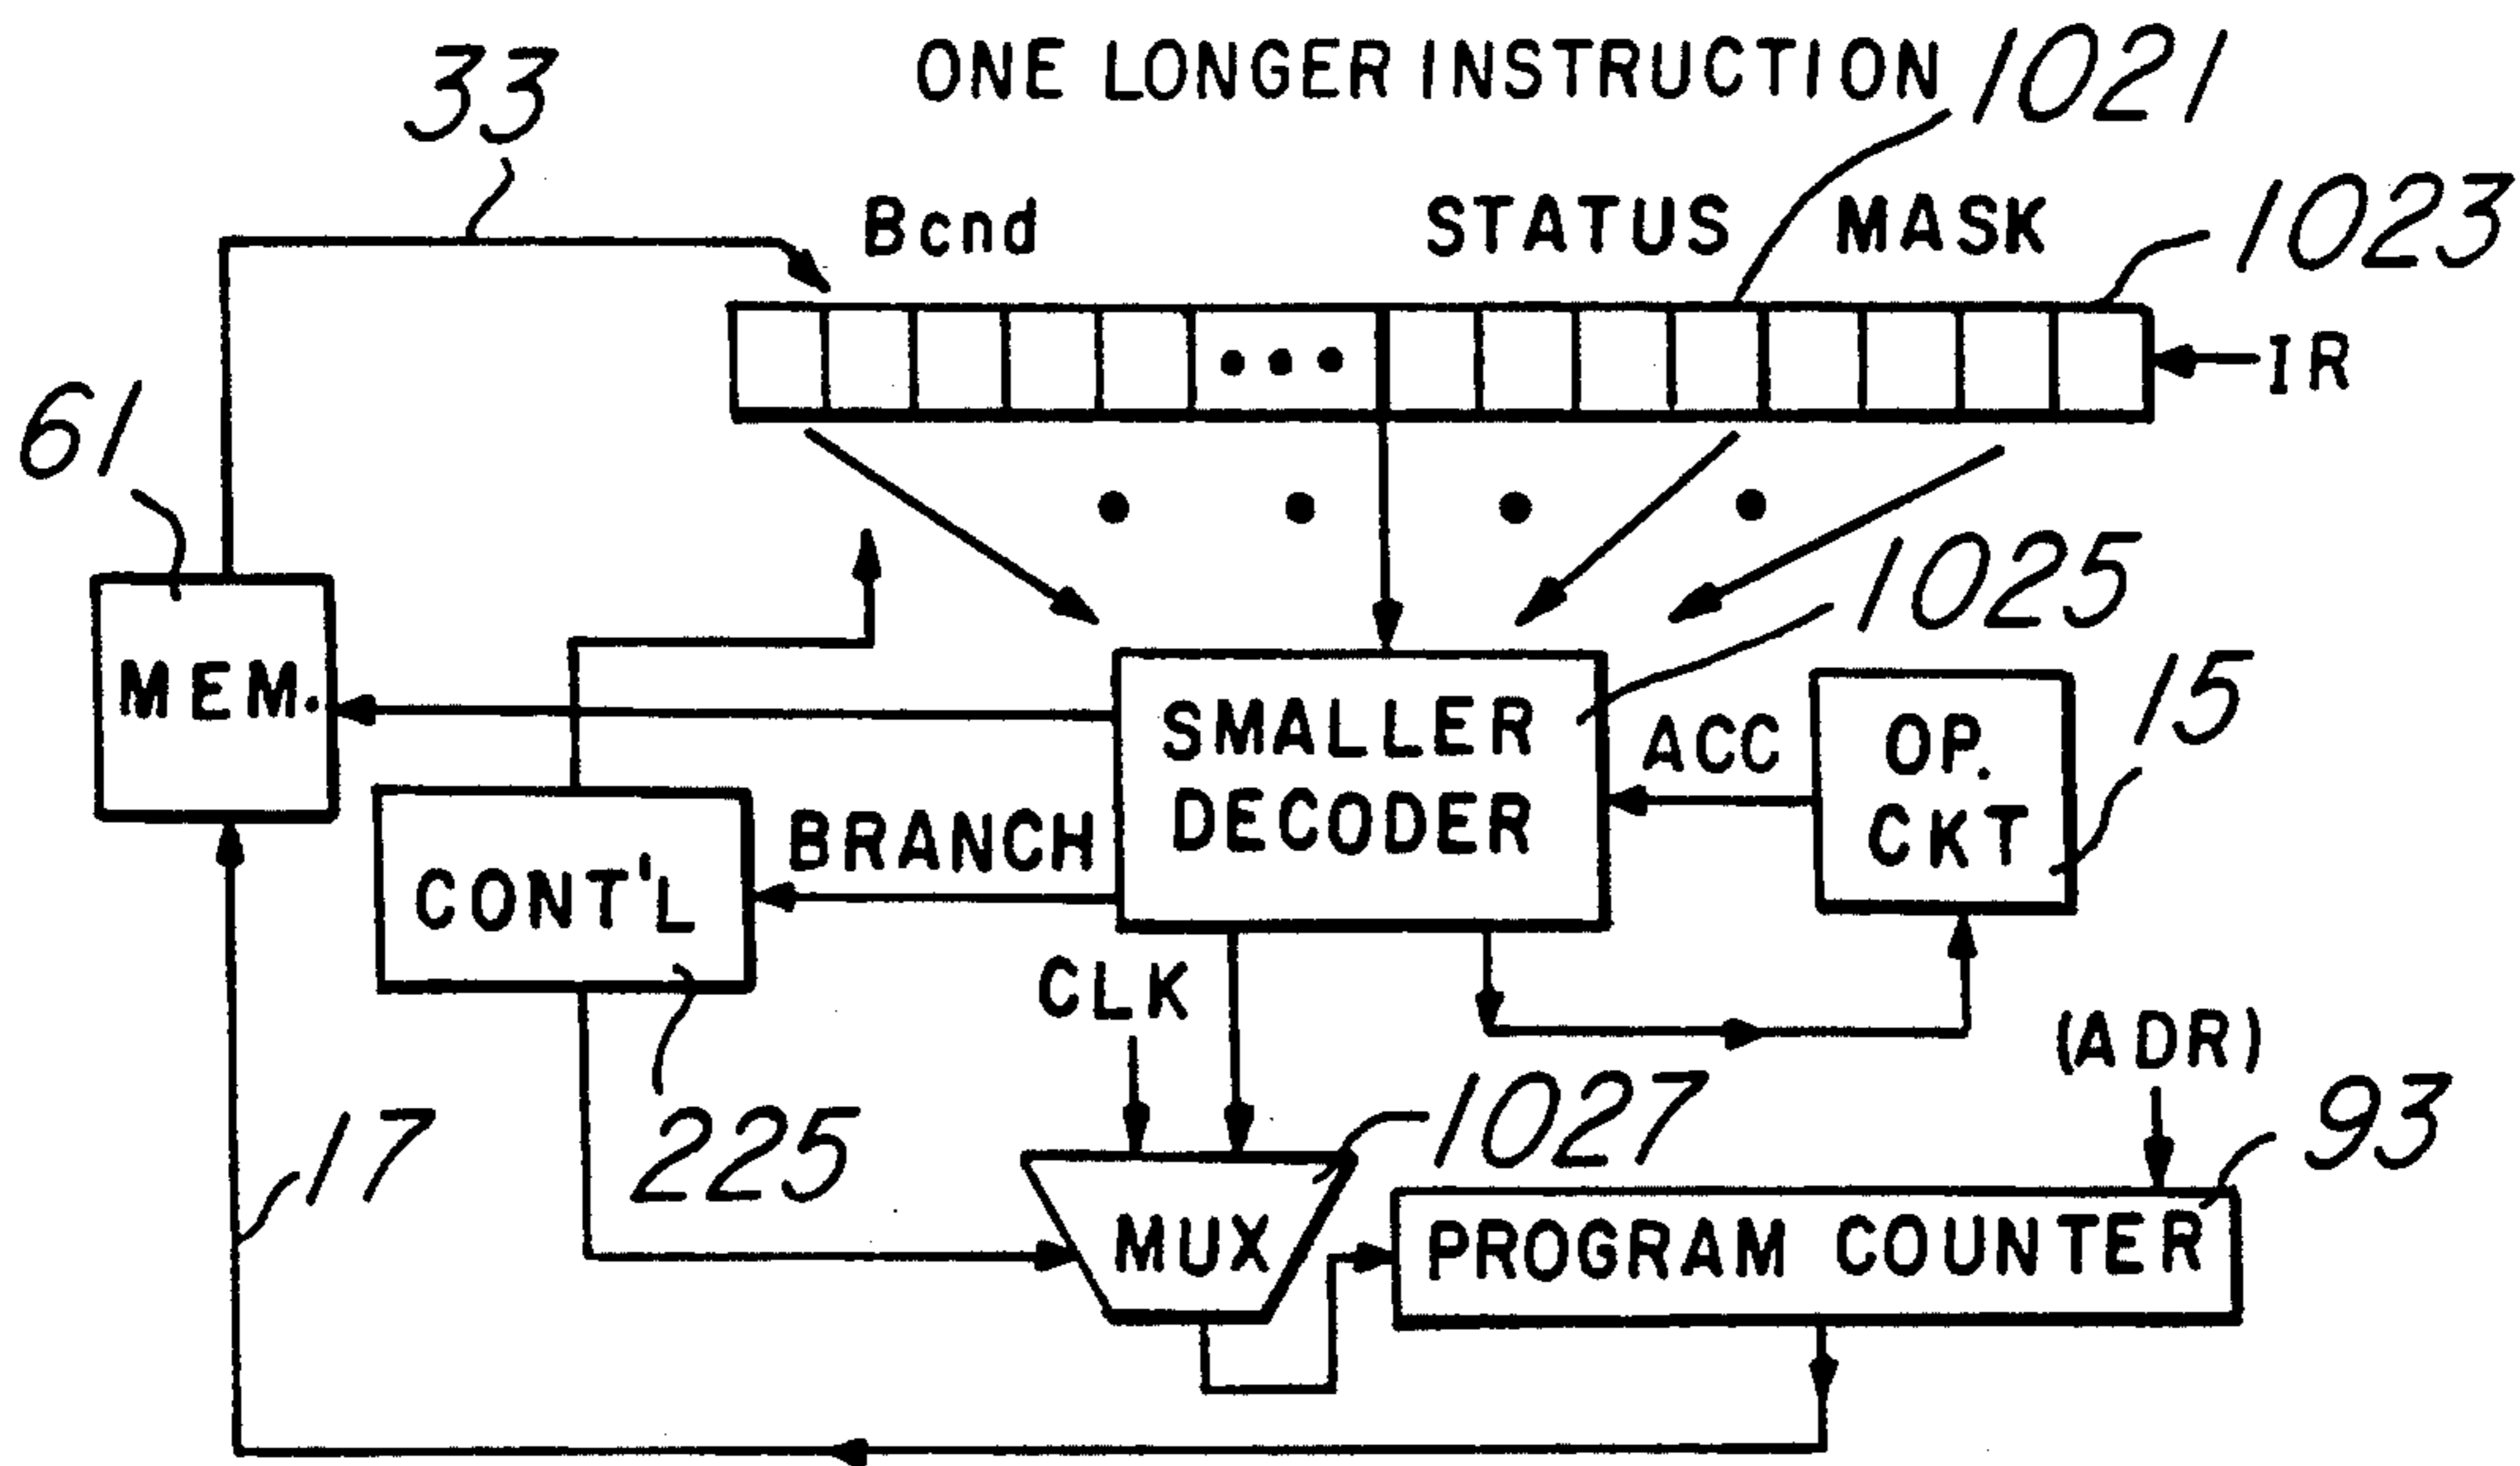 ONE LONGER INSTRUCTION
1021
33
Bcnd
STATUS MASK
1023
IR
61
1025
MEM.
SMALLER
DECODER
ACC
OP.
CKT
15
BRANCH
CONT'L
CLK
(ADR)
17
225
1027
93
MUX
PROGRAM COUNTER